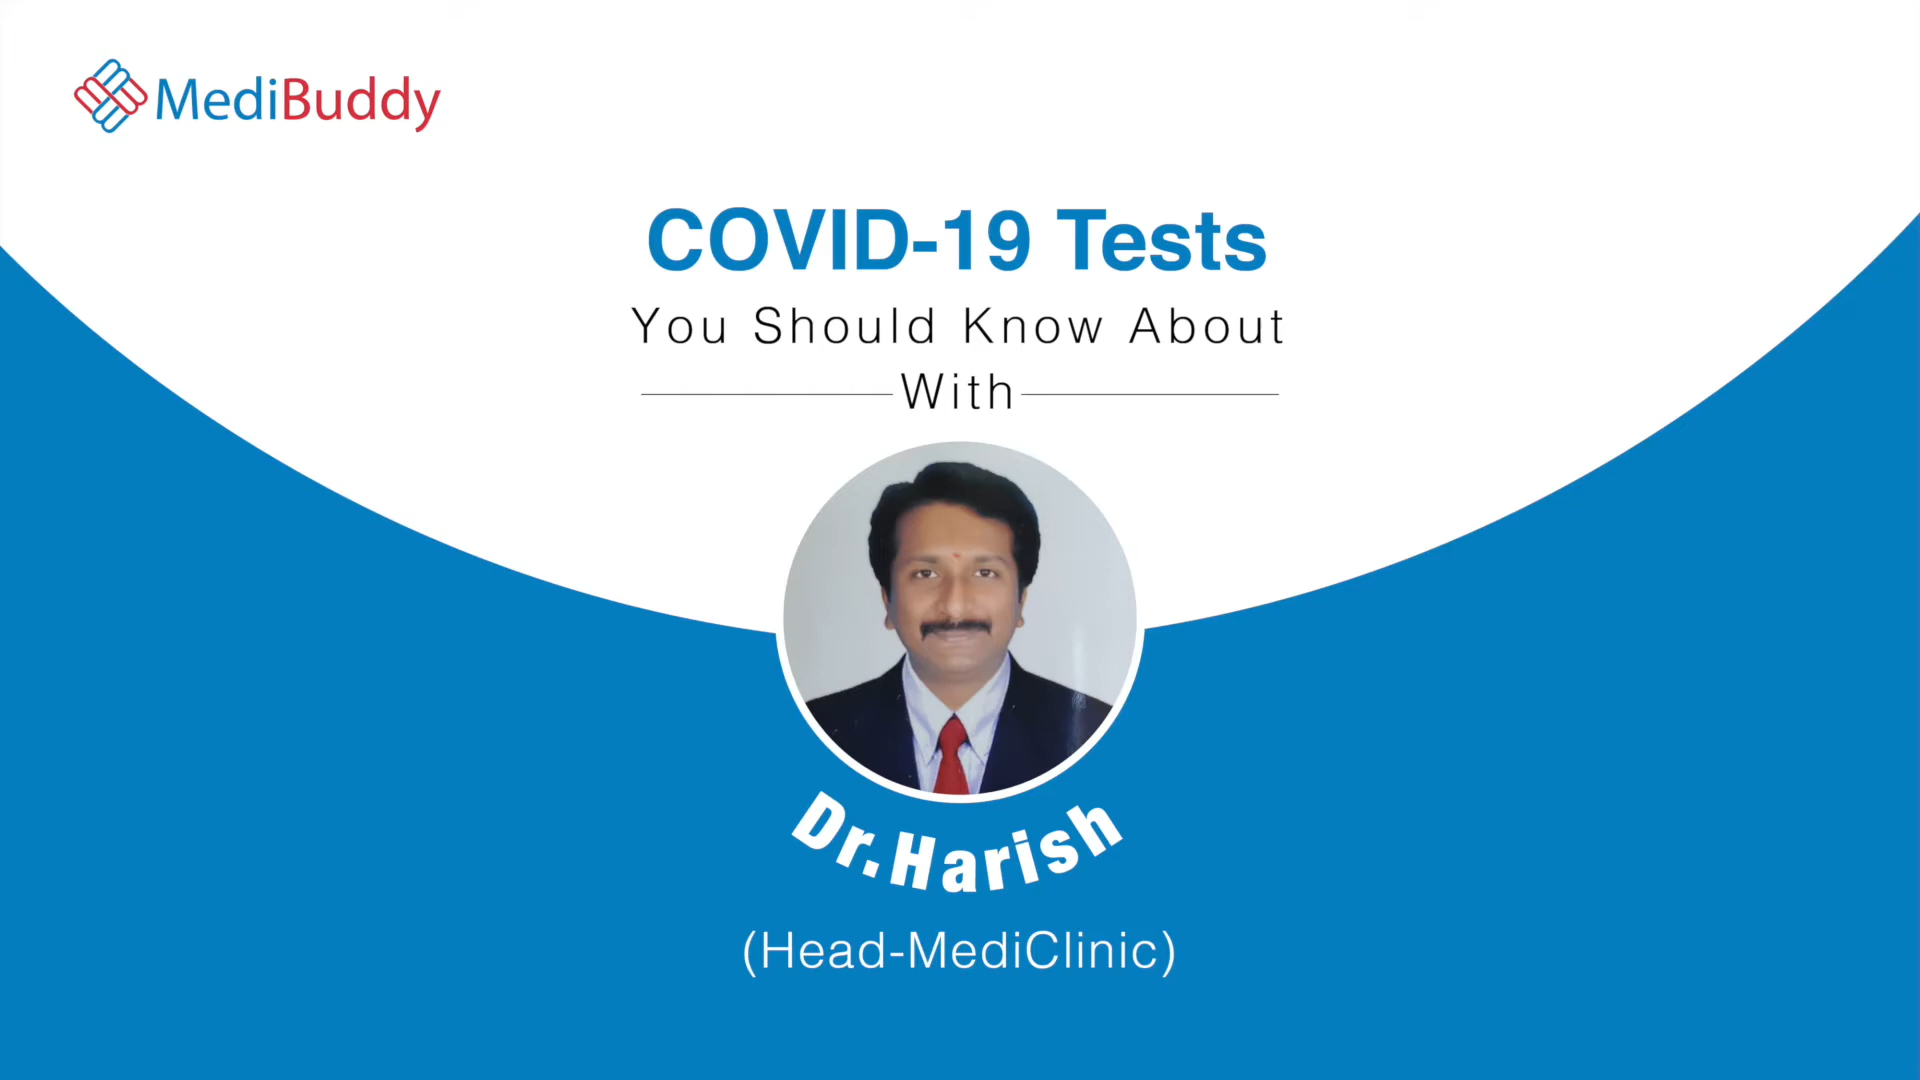 MediBuddy
COVID-19 Tests
You Should Know About
With
Dr.Harish
(Head-MediClinic)